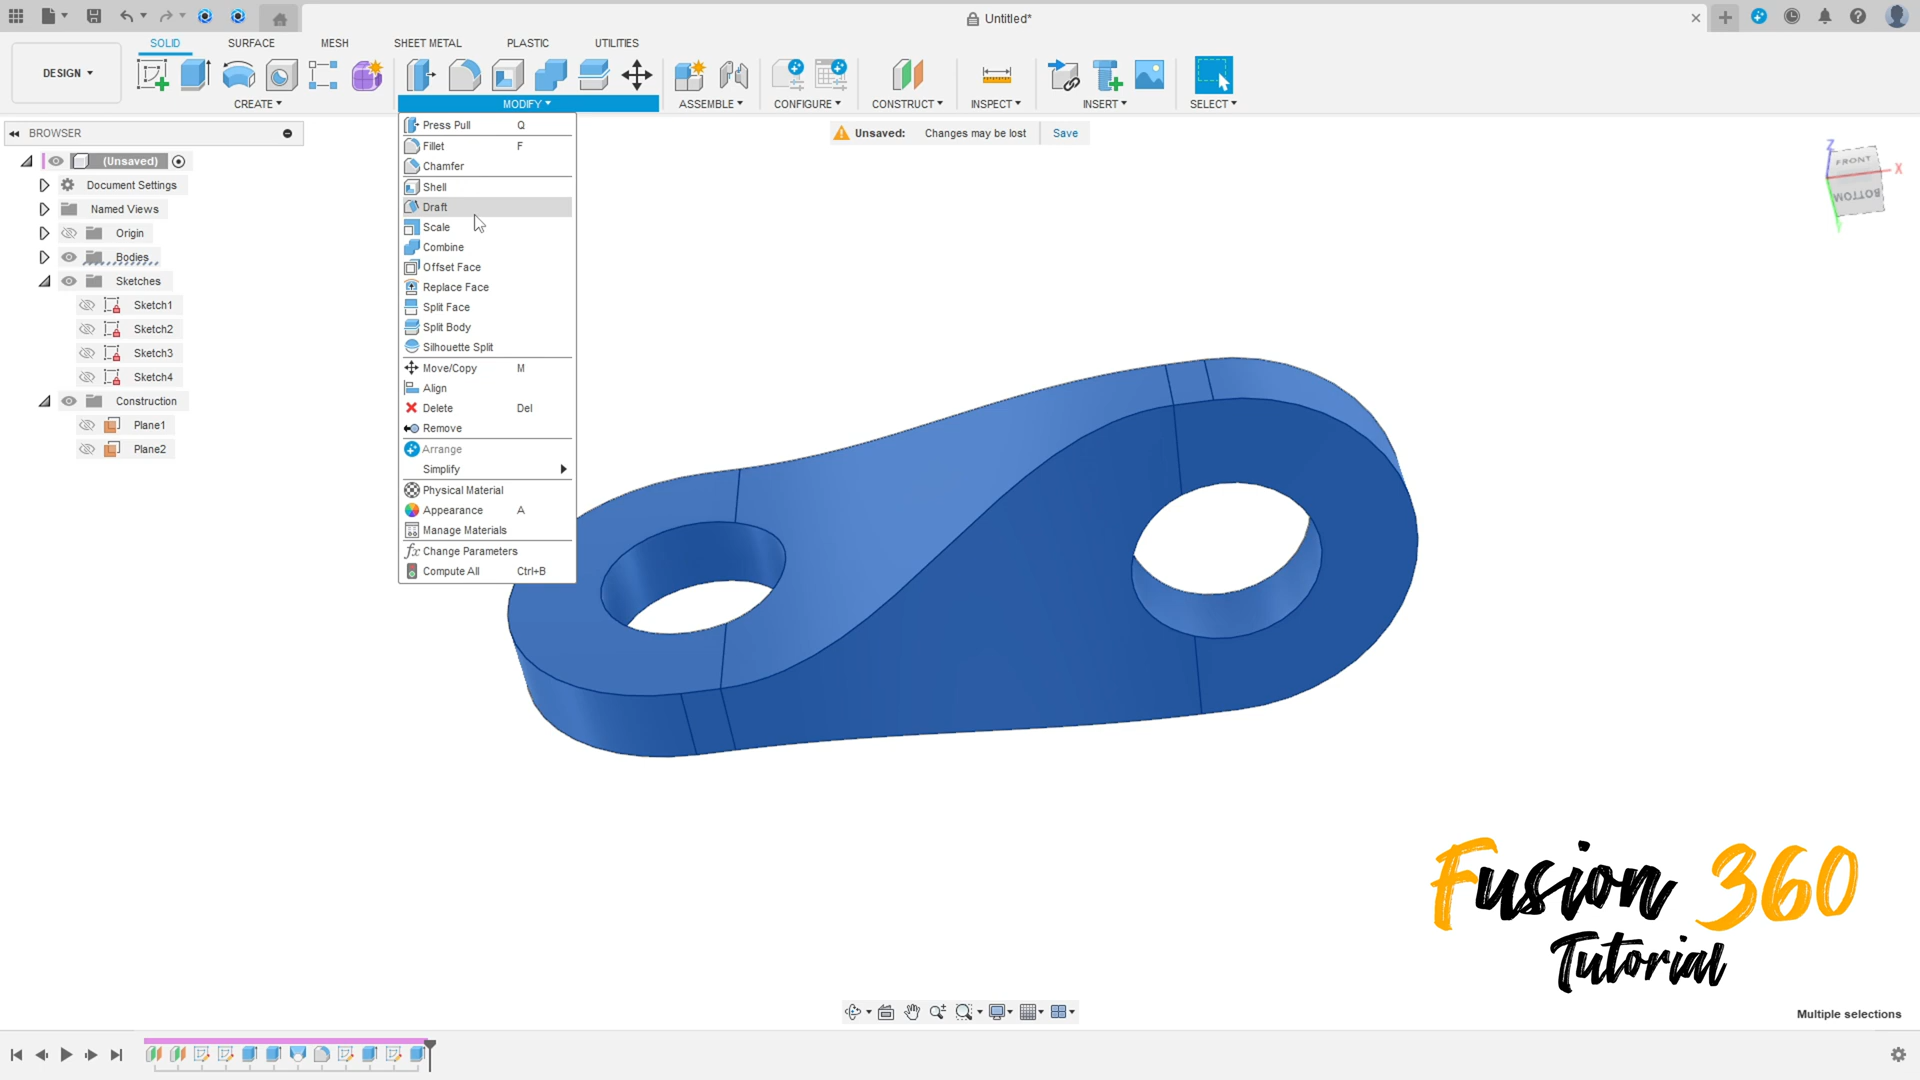 Untitled*
SOLID SURFACE MESH SHEET METAL PLASTIC UTILITIES
DESIGN
CREATE MODIFY ASSEMBLE CONFIGURE CONSTRUCT INSPECT INSERT SELECT
BROWSER
Unsaved: Changes may be lost Save
(Unsaved)
Document Settings
Named Views
Origin
Bodies
Sketches
Sketch1
Sketch2
Sketch3
Sketch4
Construction
Plane1
Plane2
Press Pull Q
Fillet F
Chamfer
Shell
Draft
Scale
Combine
Offset Face
Replace Face
Split Face
Split Body
Silhouette Split
Move/Copy M
Align
Delete Del
Remove
Arrange
Simplify
Physical Material
Appearance A
Manage Materials
fx Change Parameters
Compute All Ctrl+B
Z
FRONT
X
BOTTOM
Fusion 360
Tutorial
Multiple selections